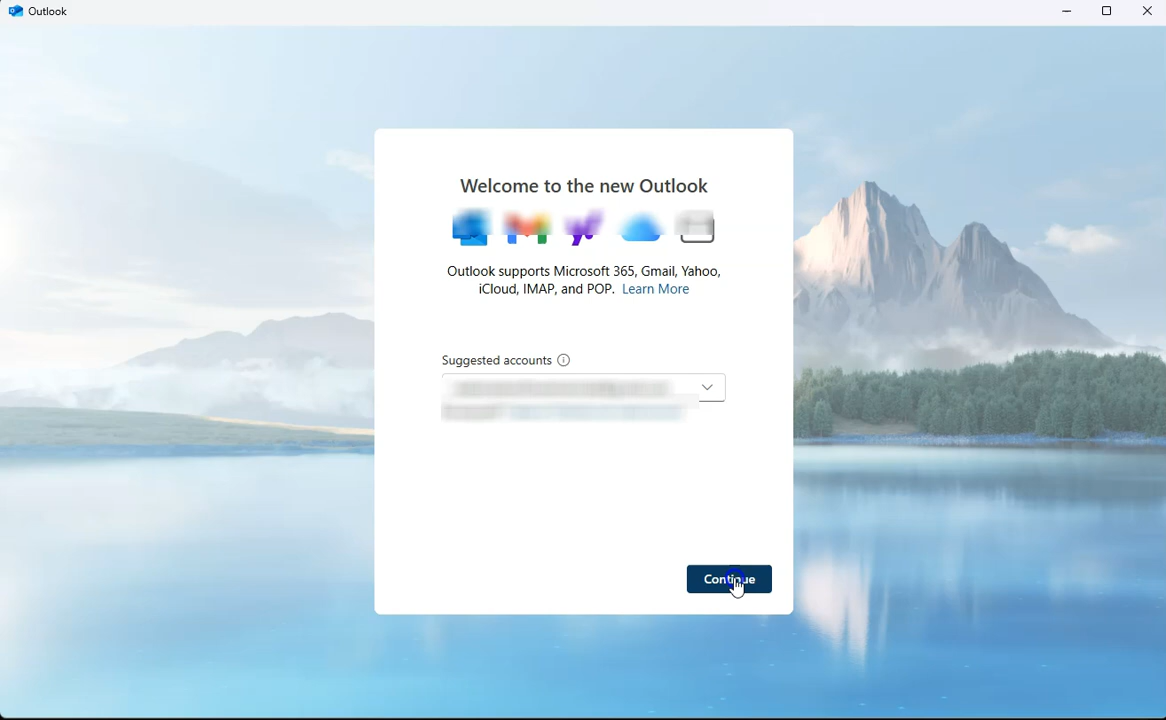 Outlook
Welcome to the new Outlook
Outlook supports Microsoft 365, Gmail, Yahoo,
iCloud, IMAP, and POP. Learn More
Suggested accounts
Continue